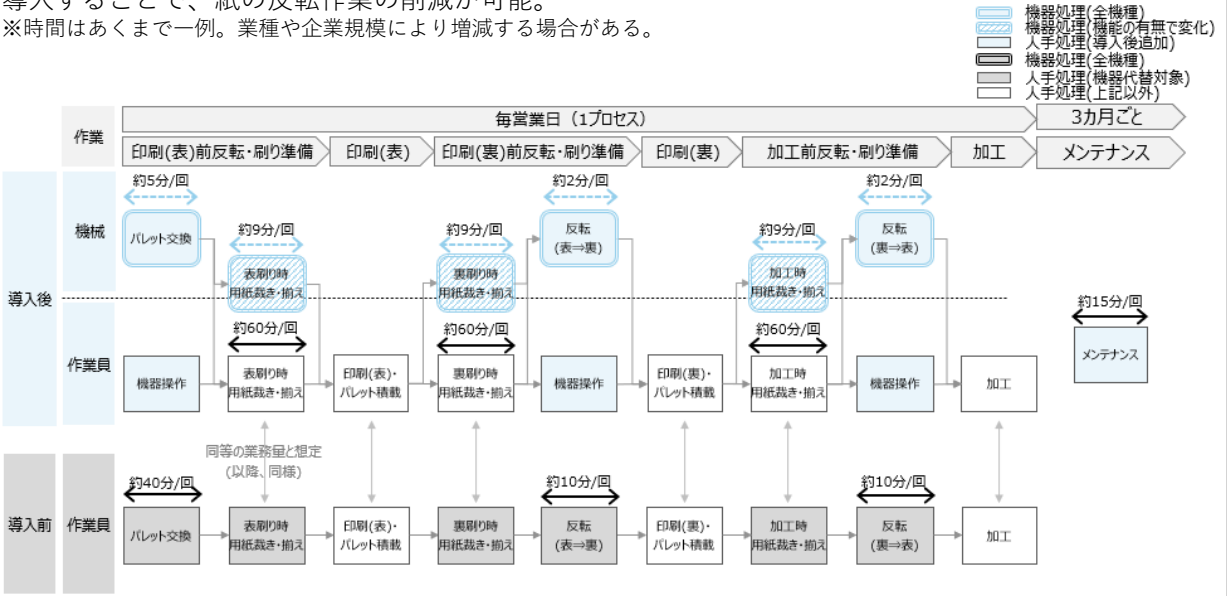 導入することで、紙の反転作業の削減が可能。
※時間はあくまで一例。業種や企業規模により増減する場合がある。
機器処理(全機種)
機器処理(機能の有無で変化)
人手処理(導入後追加)
機器処理(全機種)
人手処理(機器代替対象)
人手処理(上記以外)
作業
毎営業日（1プロセス）
3カ月ごと
印刷(表)前反転・刷り準備
印刷(表)
印刷(裏)前反転・刷り準備
印刷(裏)
加工前反転・刷り準備
加工
メンテナンス
導入後
機械
約5分/回
パレット交換
約9分/回
表刷り時
用紙裁き・揃え
約9分/回
裏刷り時
用紙裁き・揃え
約2分/回
反転
(表⇒裏)
約9分/回
加工時
用紙裁き・揃え
約2分/回
反転
(裏⇒表)
作業員
機器操作
約60分/回
表刷り時
用紙裁き・揃え
印刷(表)・
パレット積載
約60分/回
裏刷り時
用紙裁き・揃え
機器操作
印刷(裏)・
パレット積載
約60分/回
加工時
用紙裁き・揃え
機器操作
加工
約15分/回
メンテナンス
同等の業務量と想定
(以降、同様)
導入前
作業員
約40分/回
パレット交換
表刷り時
用紙裁き・揃え
印刷(表)・
パレット積載
裏刷り時
用紙裁き・揃え
約10分/回
反転
(表⇒裏)
印刷(裏)・
パレット積載
加工時
用紙裁き・揃え
約10分/回
反転
(裏⇒表)
加工